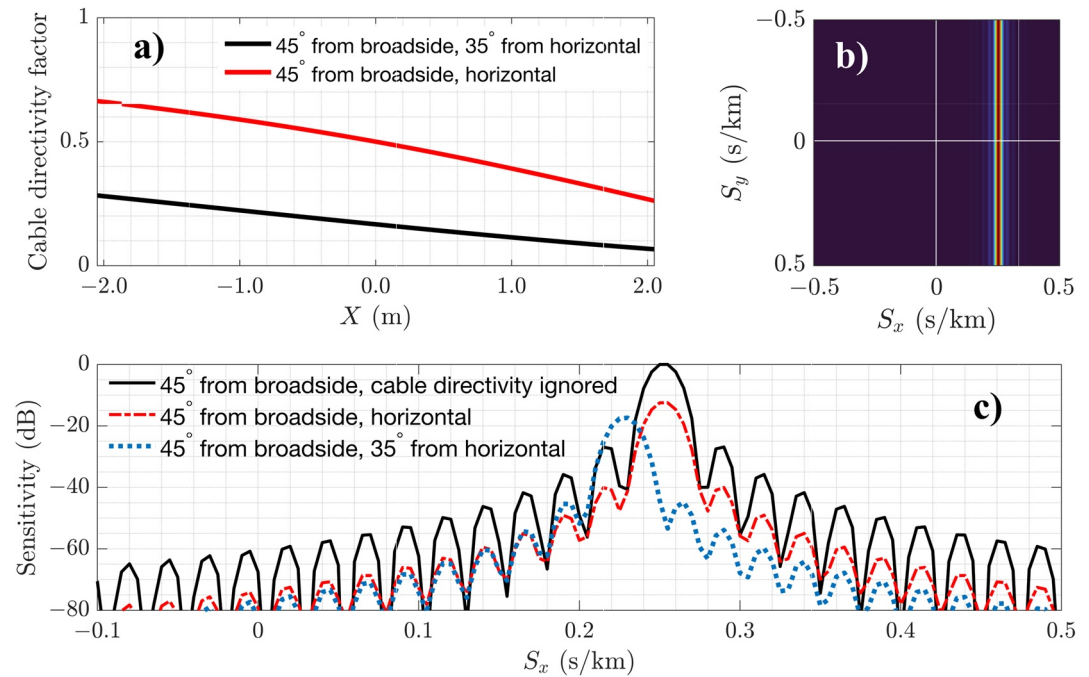 a)
45° from broadside, 35° from horizontal
45° from broadside, horizontal
Cable directivity factor
1
0.5
0
−2.0 −1.0 0.0 1.0 2.0
X (m)
b)
−0.5
0
0.5
S_y (s/km)
−0.5 0 0.5
S_x (s/km)
c)
45° from broadside, cable directivity ignored
45° from broadside, horizontal
45° from broadside, 35° from horizontal
Sensitivity (dB)
0
−20
−40
−60
−80
−0.1 0 0.1 0.2 0.3 0.4 0.5
S_x (s/km)